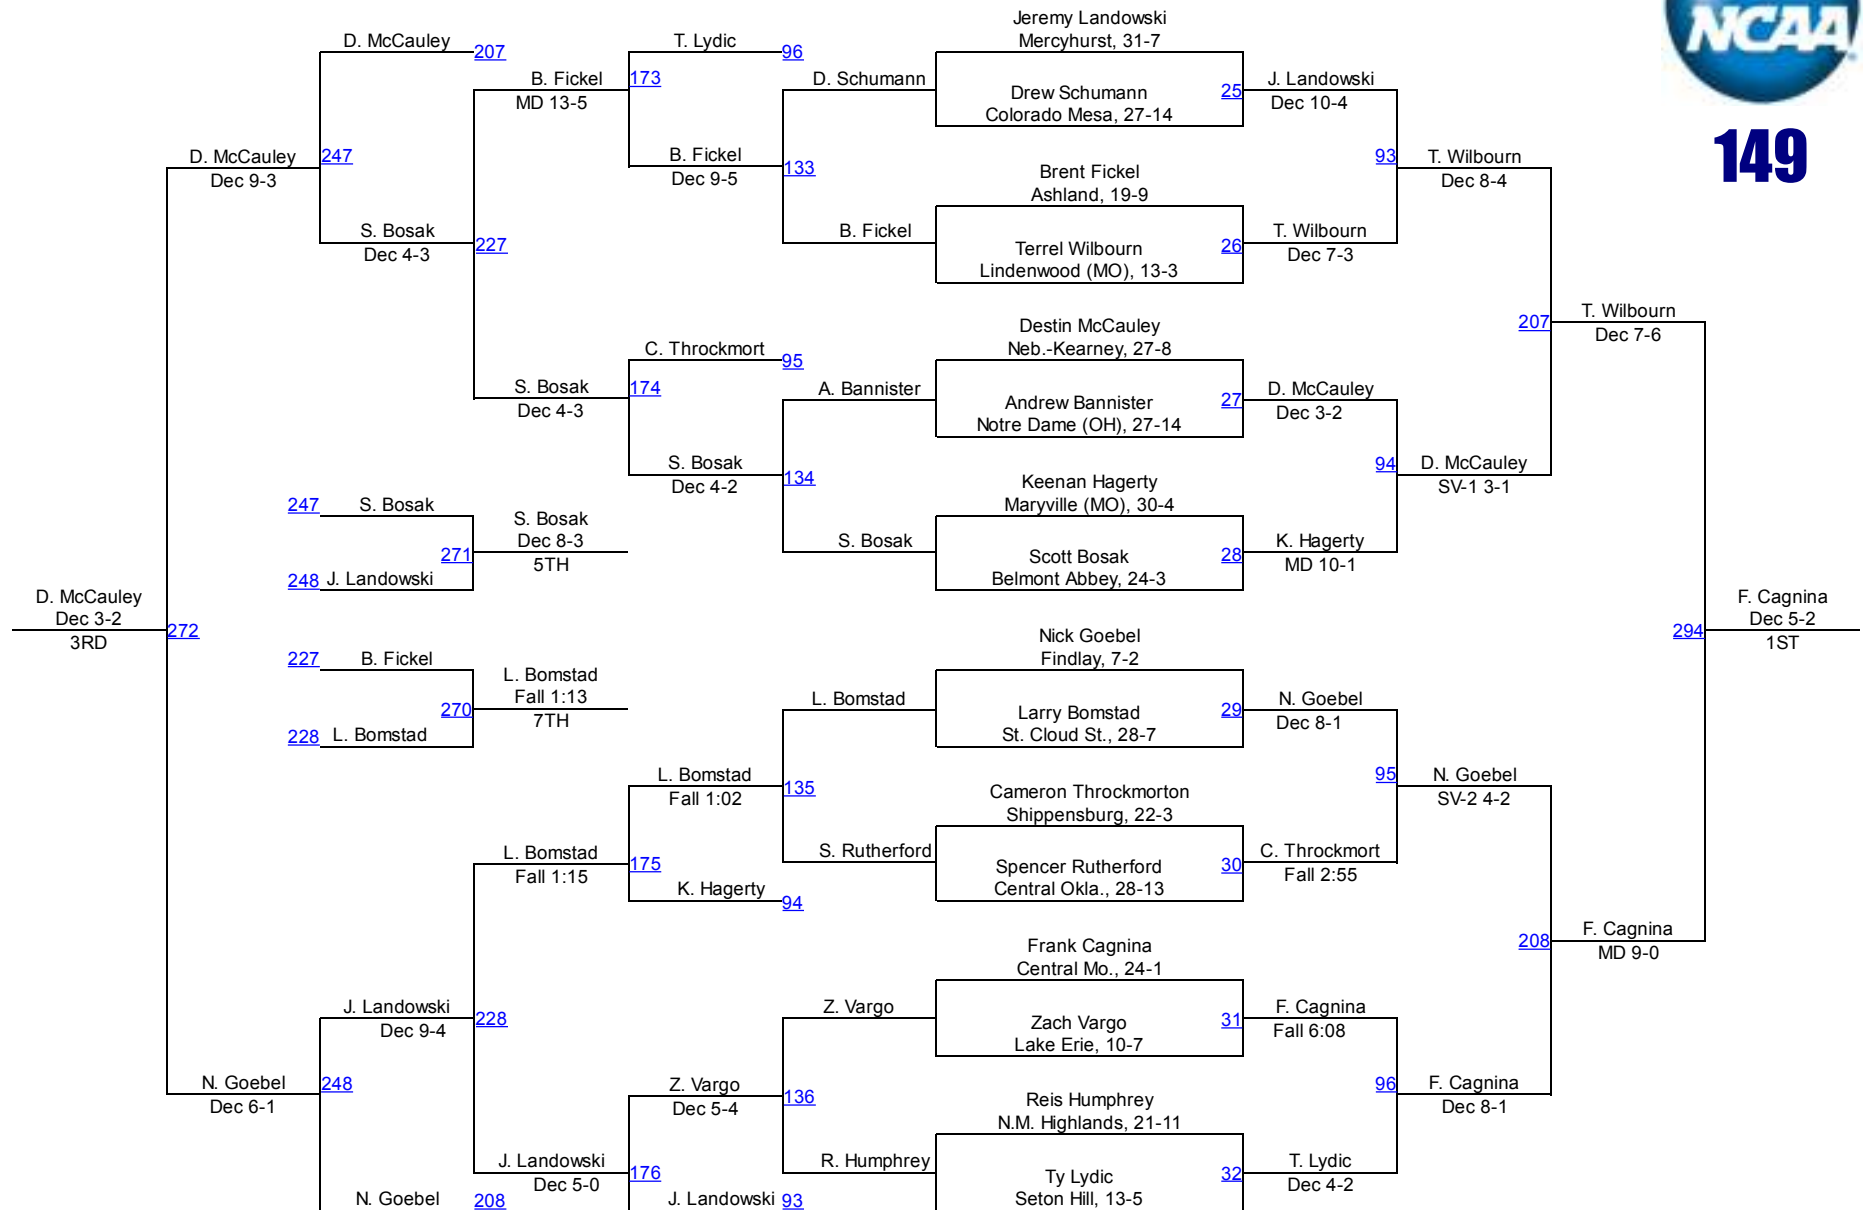 NCAA
149
Jeremy Landowski
Mercyhurst, 31-7
D. McCauley
207
T. Lydic
96
B. Fickel
MD 13-5
173
D. Schumann
Drew Schumann
Colorado Mesa, 27-14
25
J. Landowski
Dec 10-4
D. McCauley
Dec 9-3
247
B. Fickel
Dec 9-5
133
Brent Fickel
Ashland, 19-9
93
T. Wilbourn
Dec 8-4
S. Bosak
Dec 4-3
227
B. Fickel
Terrel Wilbourn
Lindenwood (MO), 13-3
26
T. Wilbourn
Dec 7-3
Destin McCauley
Neb.-Kearney, 27-8
207
T. Wilbourn
Dec 7-6
C. Throckmort
95
S. Bosak
Dec 4-3
174
A. Bannister
Andrew Bannister
Notre Dame (OH), 27-14
27
D. McCauley
Dec 3-2
S. Bosak
Dec 4-2
134
Keenan Hagerty
Maryville (MO), 30-4
94
D. McCauley
SV-1 3-1
247
S. Bosak
271
S. Bosak
Dec 8-3
5TH
248
J. Landowski
S. Bosak
Scott Bosak
Belmont Abbey, 24-3
28
K. Hagerty
MD 10-1
D. McCauley
Dec 3-2
3RD
272
294
F. Cagnina
Dec 5-2
1ST
227
B. Fickel
270
L. Bomstad
Fall 1:13
7TH
228
L. Bomstad
Nick Goebel
Findlay, 7-2
L. Bomstad
Larry Bomstad
St. Cloud St., 28-7
29
N. Goebel
Dec 8-1
L. Bomstad
Fall 1:02
135
Cameron Throckmorton
Shippensburg, 22-3
95
N. Goebel
SV-2 4-2
L. Bomstad
Fall 1:15
175
S. Rutherford
Spencer Rutherford
Central Okla., 28-13
30
C. Throckmort
Fall 2:55
K. Hagerty
94
Frank Cagnina
Central Mo., 24-1
208
F. Cagnina
MD 9-0
J. Landowski
Dec 9-4
228
Z. Vargo
Zach Vargo
Lake Erie, 10-7
31
F. Cagnina
Fall 6:08
N. Goebel
Dec 6-1
248
Z. Vargo
Dec 5-4
136
Reis Humphrey
N.M. Highlands, 21-11
96
F. Cagnina
Dec 8-1
J. Landowski
Dec 5-0
176
R. Humphrey
Ty Lydic
Seton Hill, 13-5
32
T. Lydic
Dec 4-2
N. Goebel
208
J. Landowski
93